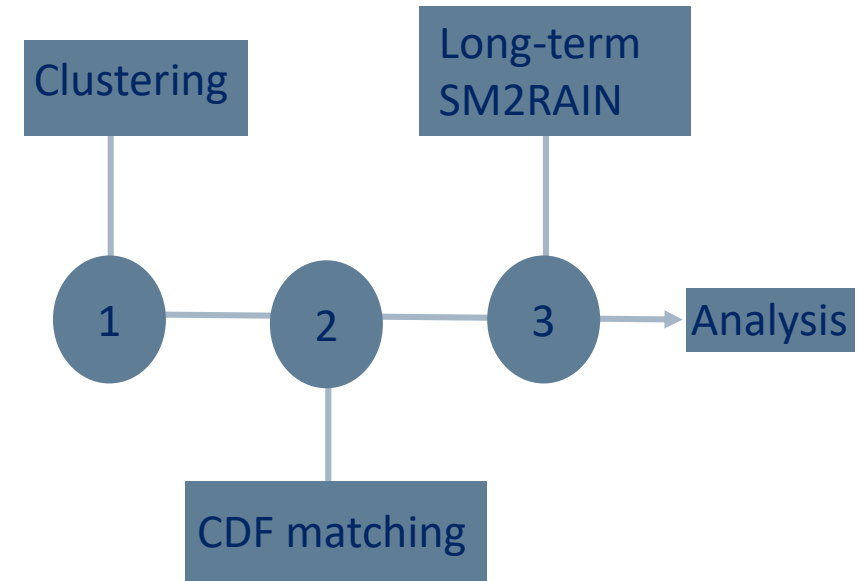 Clustering
Long-term
SM2RAIN
1
2
3
Analysis
CDF matching